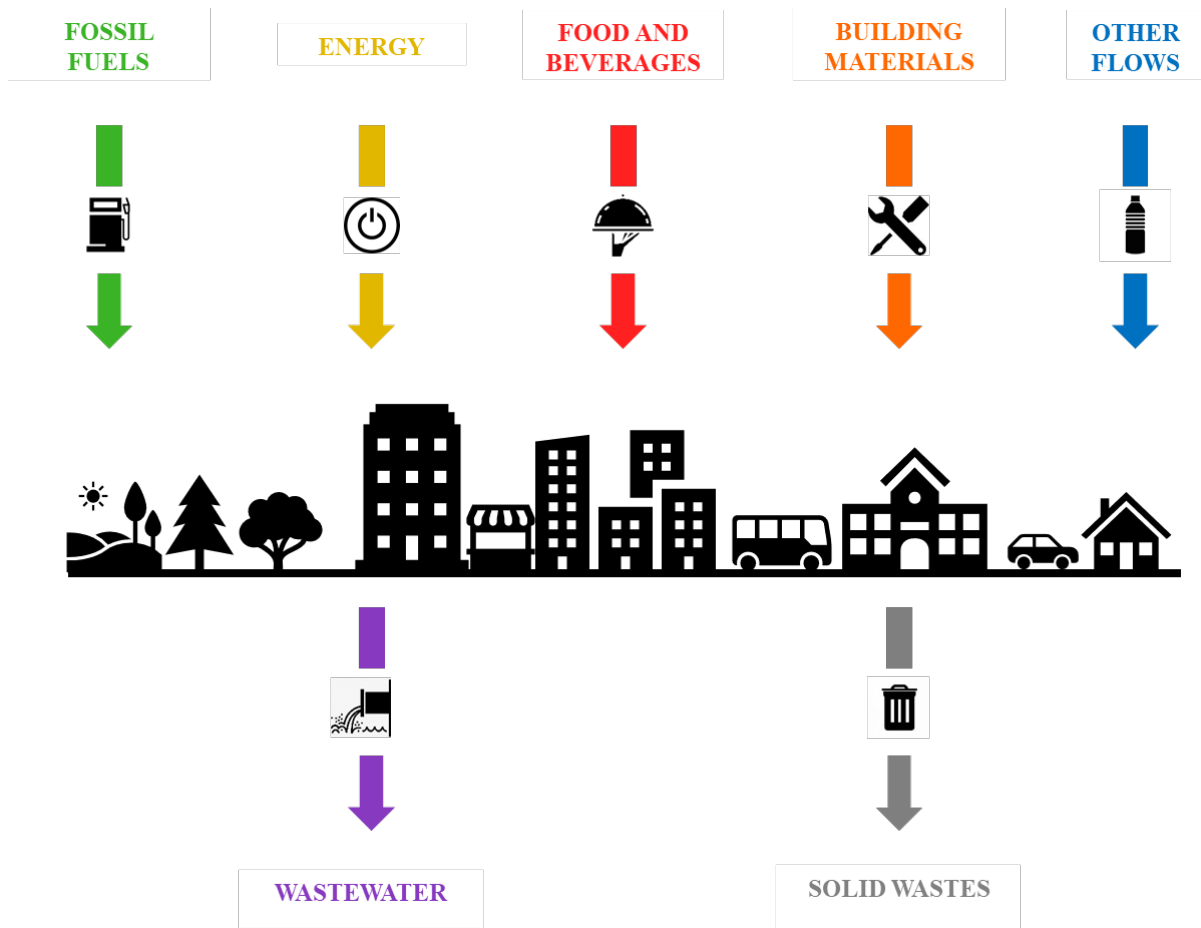 FOSSIL
FUELS
ENERGY
FOOD AND
BEVERAGES
BUILDING
MATERIALS
OTHER
FLOWS
WASTEWATER
SOLID WASTES